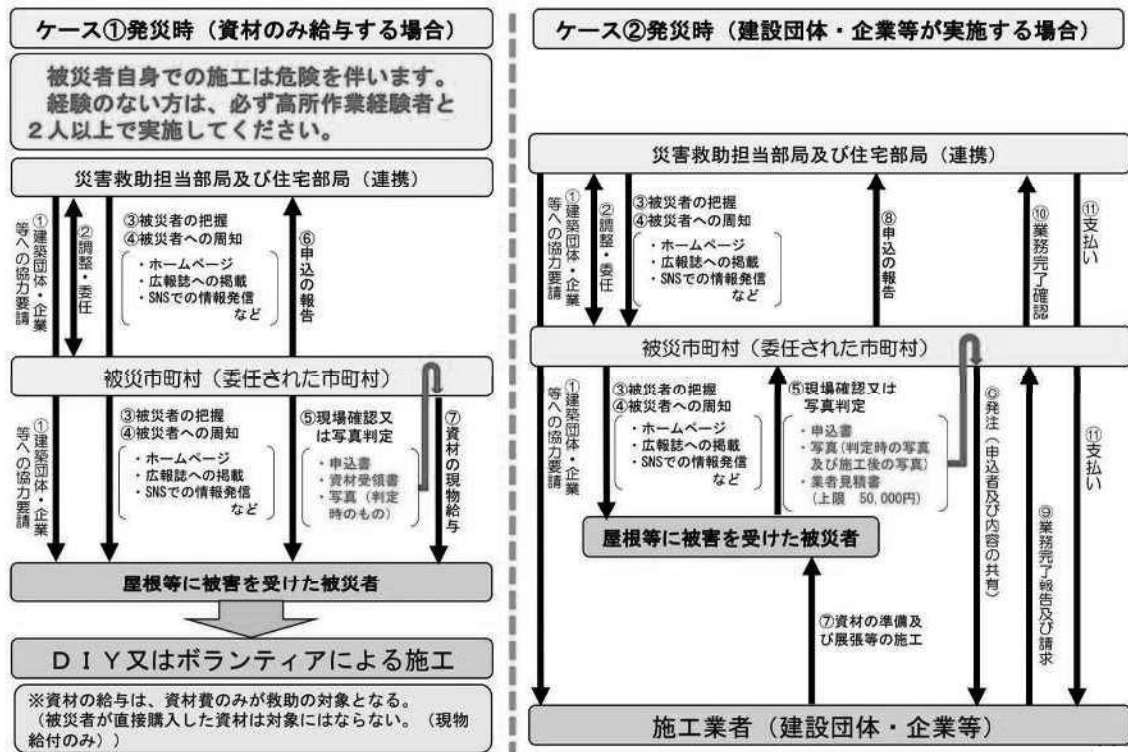 ケース①発災時（資材のみ給与する場合）
被災者自身での施工は危険を伴います。
経験のない方は、必ず高所作業経験者と
２人以上で実施してください。
災害救助担当部局及び住宅部局（連携）
①建築団体・企業
等への協力要請
②調整・委任
③被災者の把握
④被災者への周知
・ホームページ
・広報誌への掲載
・SNSでの情報発信
など
⑥申込の報告
被災市町村（委任された市町村）
①建築団体・企業
等への協力要請
③被災者の把握
④被災者への周知
・ホームページ
・広報誌への掲載
・SNSでの情報発信
など
⑤現場確認又
は写真判定
・申込書
・資材受領書
・写真（判定
時のもの）
⑦資材の現物給与
屋根等に被害を受けた被災者
ＤＩＹ又はボランティアによる施工
※資材の給与は、資材費のみが救助の対象となる。
（被災者が直接購入した資材は対象にはならない。（現物
給付のみ））
ケース②発災時（建設団体・企業等が実施する場合）
災害救助担当部局及び住宅部局（連携）
①建築団体・企業
等への協力要請
②調整・委任
③被災者の把握
④被災者への周知
・ホームページ
・広報誌への掲載
・SNSでの情報発信
など
⑧申込の報告
⑩業務完了確認
⑪支払い
被災市町村（委任された市町村）
①建築団体・企業
等への協力要請
③被災者の把握
④被災者への周知
・ホームページ
・広報誌への掲載
・SNSでの情報発信
など
⑤現場確認又は
写真判定
・申込書
・写真（判定時の写真
及び施工後の写真）
・業者見積書
（上限　50,000円）
⑥発注（申込者及び内容の共有）
⑨業務完了報告及び請求
⑪支払い
屋根等に被害を受けた被災者
⑦資材の準備及
び展張等の施工
施工業者（建設団体・企業等）